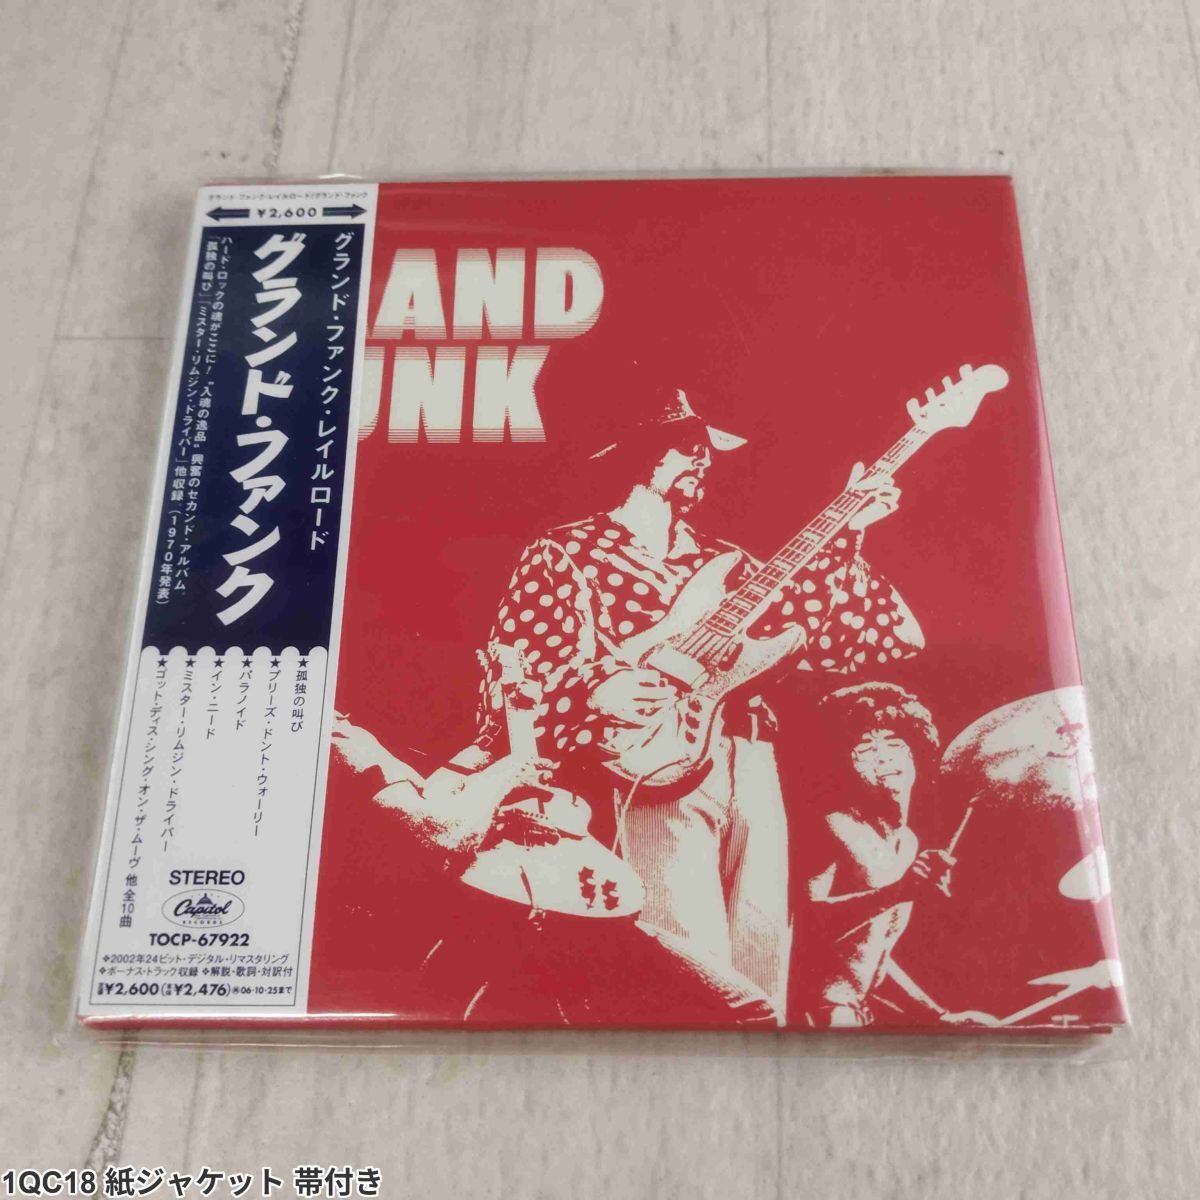 グランド ファンク・レイルロード/グランド・ファンク
¥2,600
グランド・ファンク・レイルロード
グランド・ファンク
ハード・ロックの魂がここに!“入魂の逸品”興奮のセカンド・アルバム。
「孤独の叫び」「ミスター・リムジン・ドライバー」他収録。(1970年発表)
★孤独の叫び
★プリーズ・ドント・ウォーリー
★パラノイド
★イン・ニード
★ミスター・リムジン・ドライバー
★ゴット・ディス・シング・オン・ザ・ムーヴ 他全10曲
STEREO
Capitol
RECORDS
TOCP-67922
❖2002年24ビット・デジタル・リマスタリング
❖ボーナス・トラック収録 ❖解説・歌詞・対訳付
¥2,600 ¥2,476 06・10・25まで
RAND
UNK
1QC18 紙ジャケット 帯付き